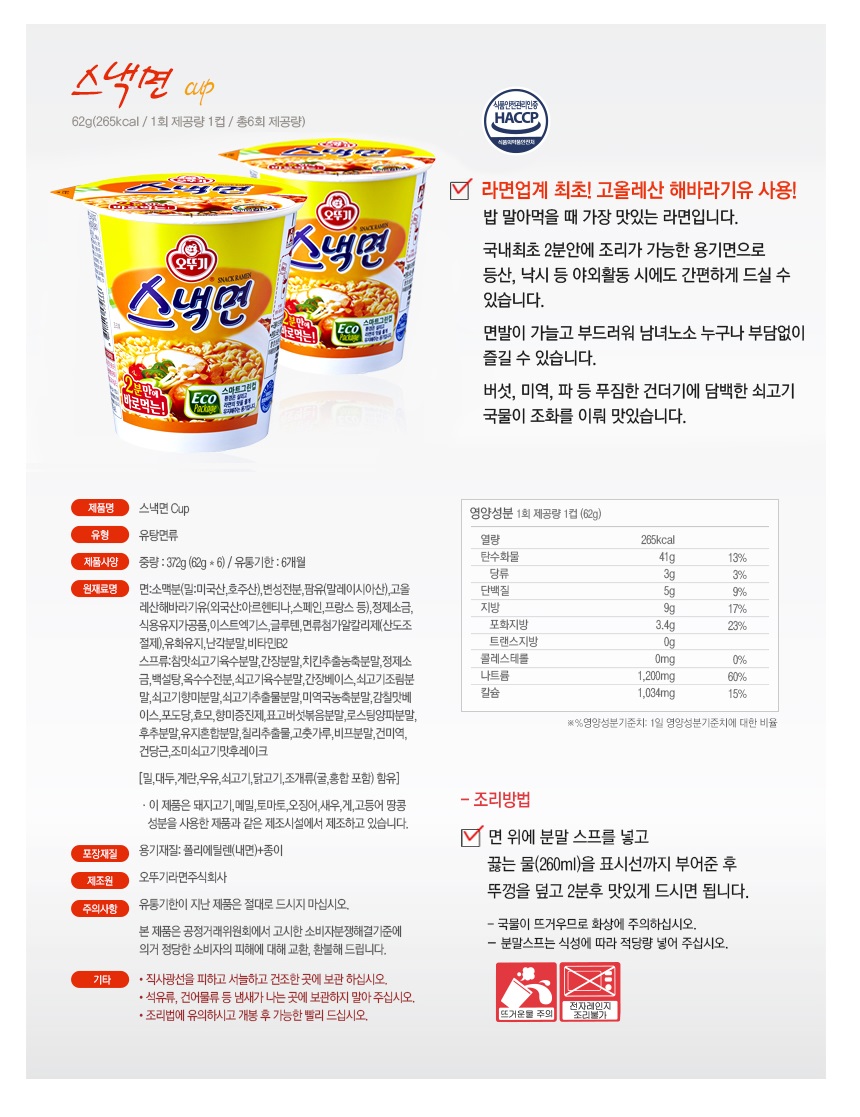 스낵면 cup
62g(265kcal / 1회 제공량 1컵 / 총6회 제공량)
식품안전관리인증
HACCP
식품의약품안전처
스낵면
오뚜기
스낵면
SNACK RAMEN
2분만에
바로먹는!
Eco
Package
스마트그린컵
스낵면
오뚜기
스낵면
SNACK RAMEN
2분만에
바로먹는!
Eco
Package
스마트그린컵
라면업계 최초! 고올레산 해바라기유 사용!
밥 말아먹을 때 가장 맛있는 라면입니다.
국내최초 2분안에 조리가 가능한 용기면으로
등산, 낚시 등 야외활동 시에도 간편하게 드실 수
있습니다.
면발이 가늘고 부드러워 남녀노소 누구나 부담없이
즐길 수 있습니다.
버섯, 미역, 파 등 푸짐한 건더기에 담백한 쇠고기
국물이 조화를 이뤄 맛있습니다.
제품명 스낵면 Cup
유형 유탕면류
제품사양 중량 : 372g (62g * 6) / 유통기한 : 6개월
원재료명 면:소맥분(밀:미국산,호주산),변성전분,팜유(말레이시아산),고올
레산해바라기유(외국산:아르헨티나,스페인,프랑스 등),정제소금,
식용유지가공품,이스트엑기스,글루텐,면류첨가알칼리제(산도조
절제),유화유지,난각분말,비타민B2
스프류:참맛쇠고기육수분말,간장분말,치킨추출농축분말,정제소
금,백설탕,옥수수전분,쇠고기육수분말,간장베이스,쇠고기조림분
말,쇠고기향미분말,쇠고기추출물분말,미역국농축분말,감칠맛베
이스,포도당,효모,향미증진제,표고버섯볶음분말,로스팅양파분말,
후추분말,유지혼합분말,칠리추출물,고춧가루,비프분말,건미역,
건당근,조미쇠고기맛후레이크
[밀,대두,계란,우유,쇠고기,닭고기,조개류(굴,홍합 포함) 함유]
· 이 제품은 돼지고기,메밀,토마토,오징어,새우,게,고등어 땅콩
성분을 사용한 제품과 같은 제조시설에서 제조하고 있습니다.
포장재질 용기재질: 폴리에틸렌(내면)+종이
제조원 오뚜기라면주식회사
주의사항 유통기한이 지난 제품은 절대로 드시지 마십시오.
본 제품은 공정거래위원회에서 고시한 소비자분쟁해결기준에
의거 정당한 소비자의 피해에 대해 교환, 환불해 드립니다.
기타 • 직사광선을 피하고 서늘하고 건조한 곳에 보관 하십시오.
• 석유류, 건어물류 등 냄새가 나는 곳에 보관하지 말아 주십시오.
• 조리법에 유의하시고 개봉 후 가능한 빨리 드십시오.
영양성분 1회 제공량 1컵 (62g)
열량 265kcal
탄수화물 41g 13%
당류 3g 3%
단백질 5g 9%
지방 9g 17%
포화지방 3.4g 23%
트랜스지방 0g
콜레스테롤 0mg 0%
나트륨 1,200mg 60%
칼슘 1,034mg 15%
※%영양성분기준치: 1일 영양성분기준치에 대한 비율
- 조리방법
면 위에 분말 스프를 넣고
끓는 물(260ml)을 표시선까지 부어준 후
뚜껑을 덮고 2분후 맛있게 드시면 됩니다.
- 국물이 뜨거우므로 화상에 주의하십시오.
- 분말스프는 식성에 따라 적당량 넣어 주십시오.
뜨거운물 주의
전자레인지
조리불가